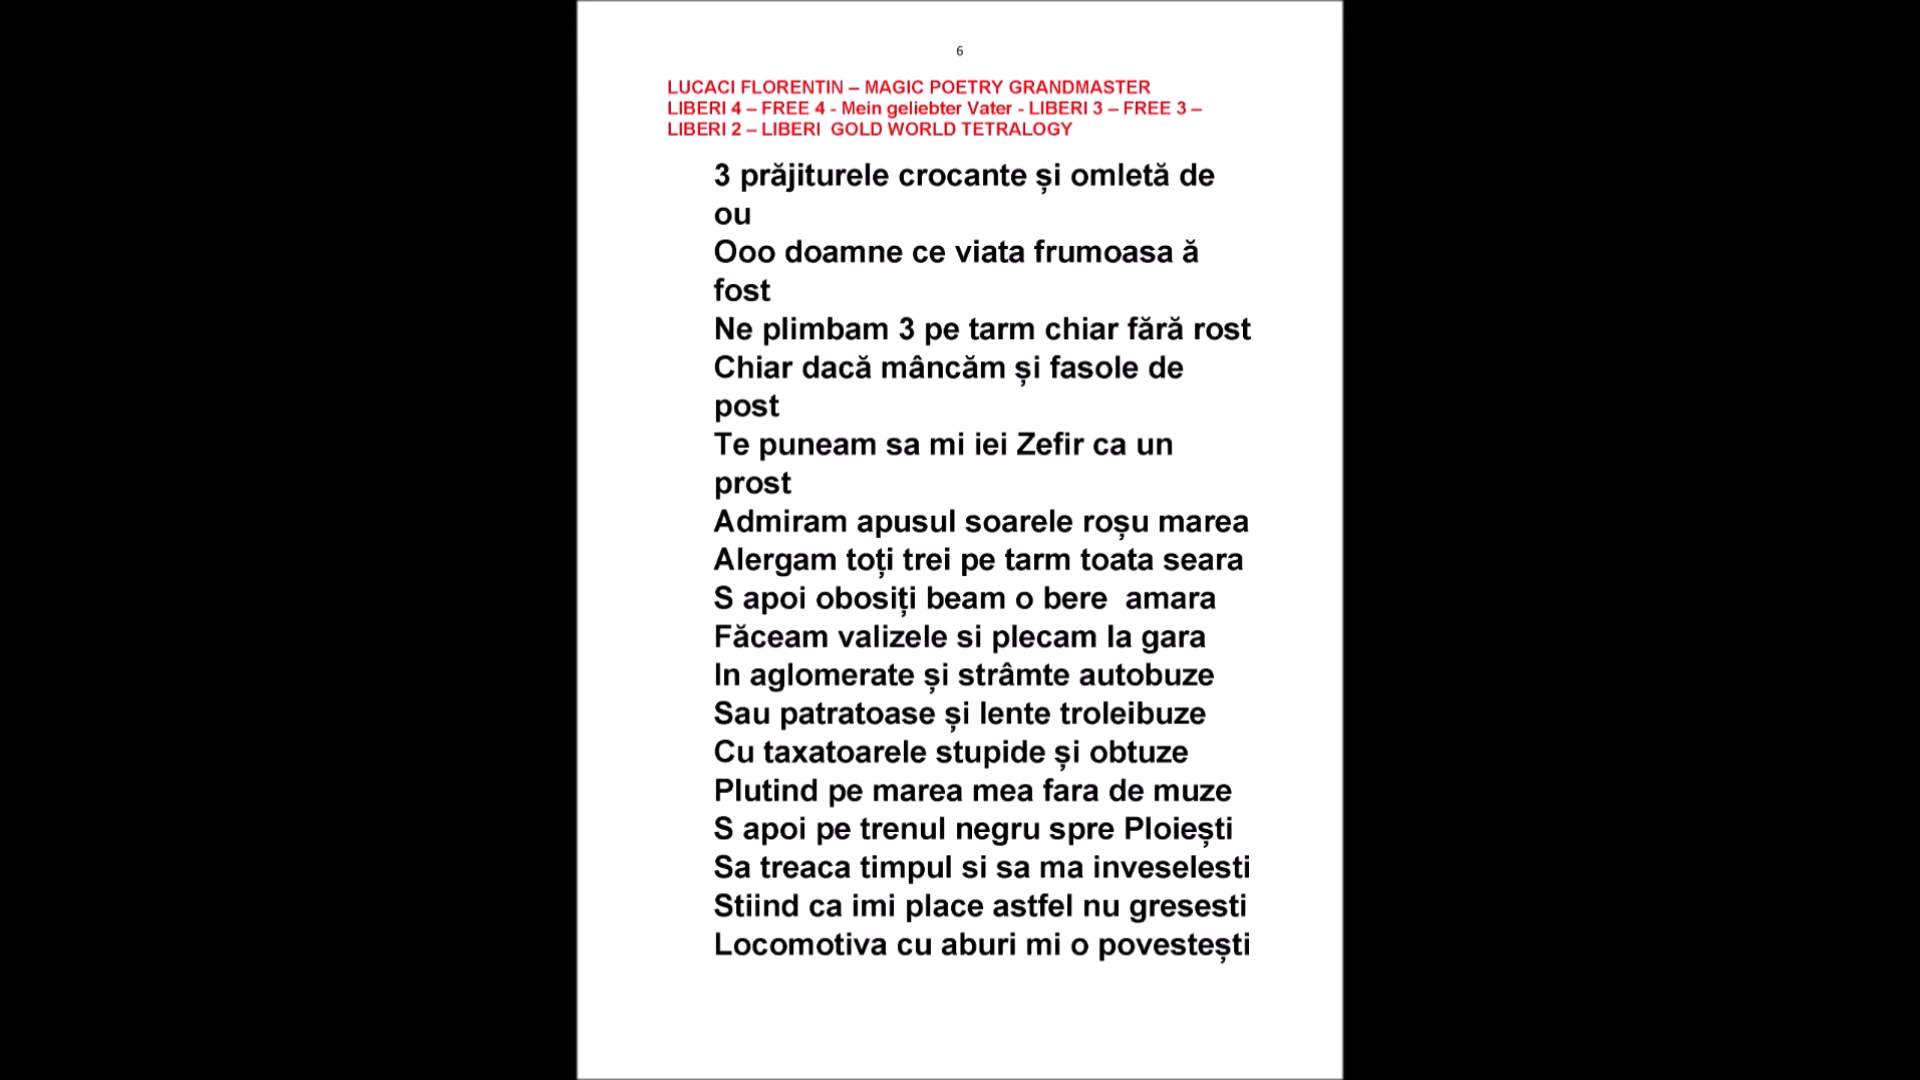 6
LUCACI FLORENTIN – MAGIC POETRY GRANDMASTER
LIBERI 4 – FREE 4 - Mein geliebter Vater - LIBERI 3 – FREE 3 –
LIBERI 2 – LIBERI  GOLD WORLD TETRALOGY
3 prăjiturele crocante și omletă de
ou
Ooo doamne ce viata frumoasa ă
fost
Ne plimbam 3 pe tarm chiar fără rost
Chiar dacă mâncăm și fasole de
post
Te puneam sa mi iei Zefir ca un
prost
Admiram apusul soarele roșu marea
Alergam toți trei pe tarm toata seara
S apoi obosiți beam o bere  amara
Făceam valizele si plecam la gara
In aglomerate și strâmte autobuze
Sau patratoase și lente troleibuze
Cu taxatoarele stupide și obtuze
Plutind pe marea mea fara de muze
S apoi pe trenul negru spre Ploiești
Sa treaca timpul si sa ma inveselesti
Stiind ca imi place astfel nu gresesti
Locomotiva cu aburi mi o povestești